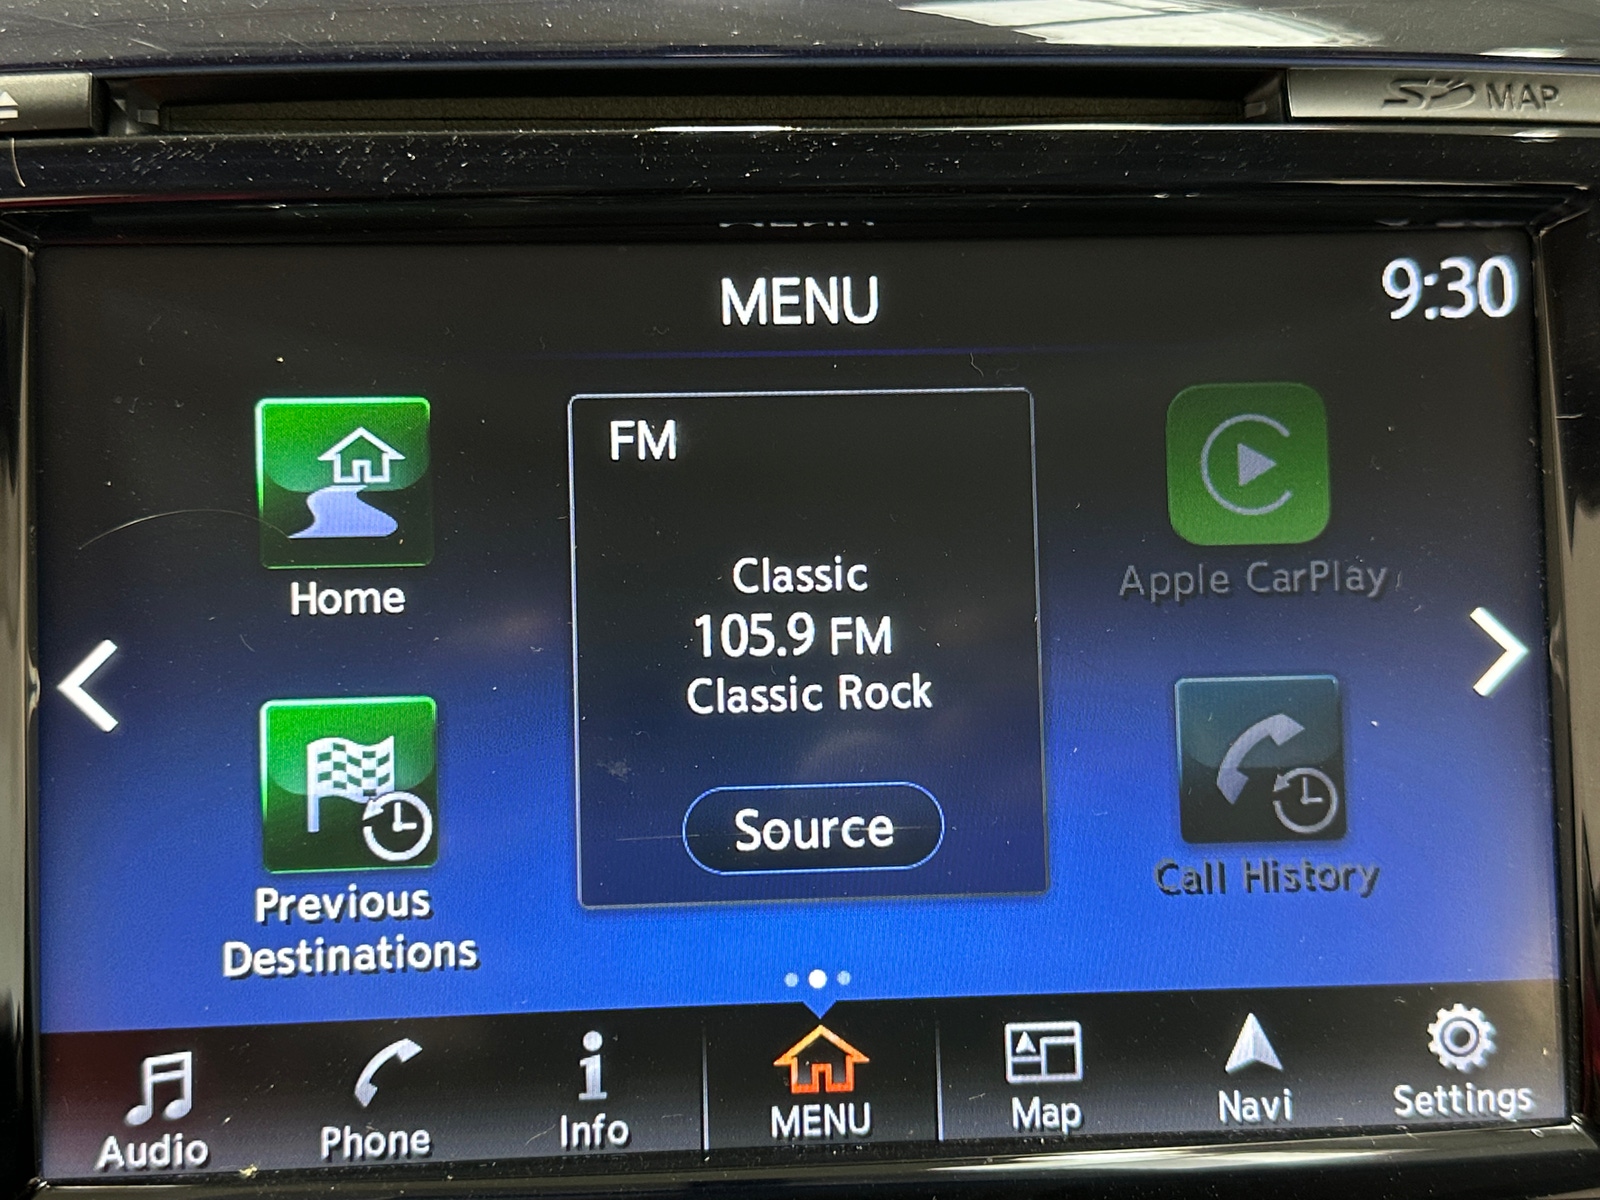 SD MAP
MENU
9:30
FM
Classic
105.9 FM
Classic Rock
Source
Home
Previous
Destinations
Apple CarPlay
Call History
Audio
Phone
Info
MENU
Map
Navi
Settings